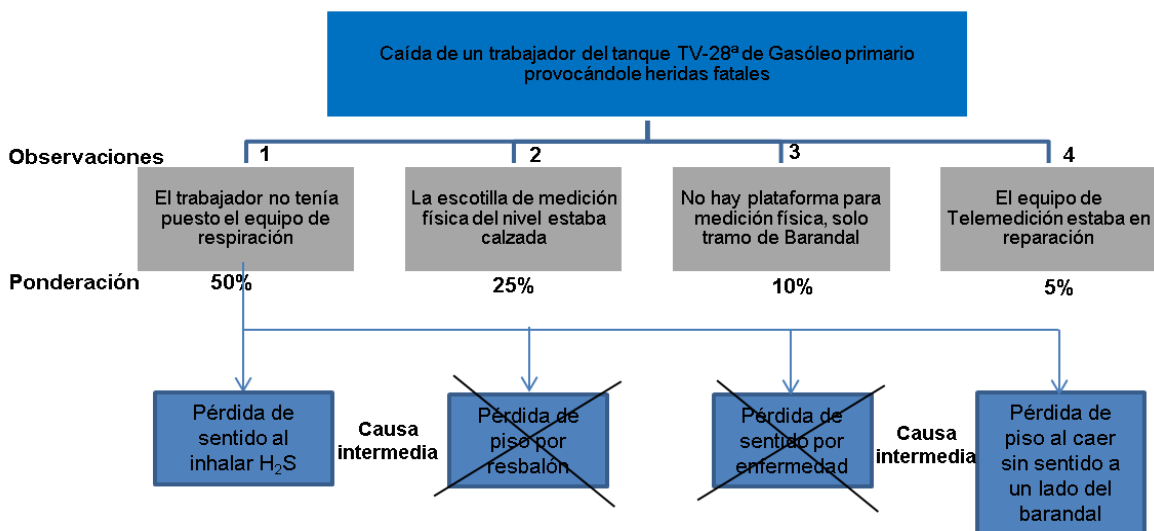 Caída de un trabajador del tanque TV-28ª de Gasóleo primario
provocándole heridas fatales
Observaciones
1
2
3
4
El trabajador no tenía
puesto el equipo de
respiración
La escotilla de medición
física del nivel estaba
calzada
No hay plataforma para
medición física, solo
tramo de Barandal
El equipo de
Telemedición estaba en
reparación
Ponderación
50%
25%
10%
5%
Pérdida de
sentido al
inhalar H₂S
Causa
intermedia
Pérdida de
piso por
resbalón
Pérdida de
sentido por
enfermedad
Causa
intermedia
Pérdida de
piso al caer
sin sentido a
un lado del
barandal